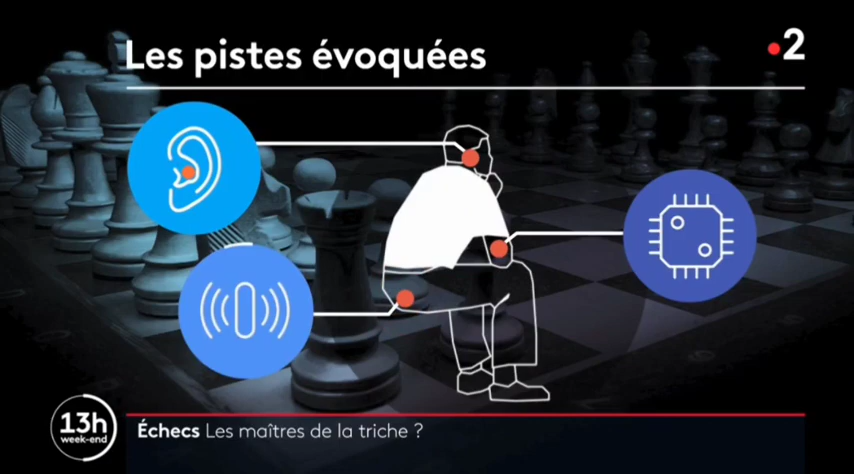 Les pistes évoquées
2
13h
week-end
Échecs Les maîtres de la triche ?